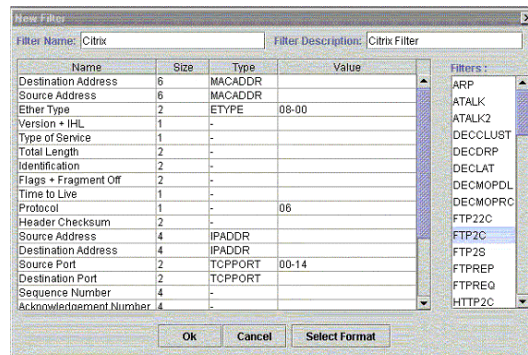 New Filter
Filter Name: Citrix Filter Description: Citrix Filter
Name Size Type Value
Destination Address 6 MACADDR
Source Address 6 MACADDR
Ether Type 2 ETYPE 08-00
Version + IHL 1 -
Type of Service 1 -
Total Length 2 -
Identification 2 -
Flags + Fragment Off 2 -
Time to Live 1 -
Protocol 1 - 06
Header Checksum 2 -
Source Address 4 IPADDR
Destination Address 4 IPADDR
Source Port 2 TCPPORT 00-14
Destination Port 2 TCPPORT
Sequence Number 4 -
Acknowledgement Number 4 -
Filters :
ARP
ATALK
ATALK2
DECCLUST
DECDRP
DECLAT
DECMOPDL
DECMOPRC
FTP22C
FTP2C
FTP2S
FTPREP
FTPREQ
HTTP2C
Ok Cancel Select Format